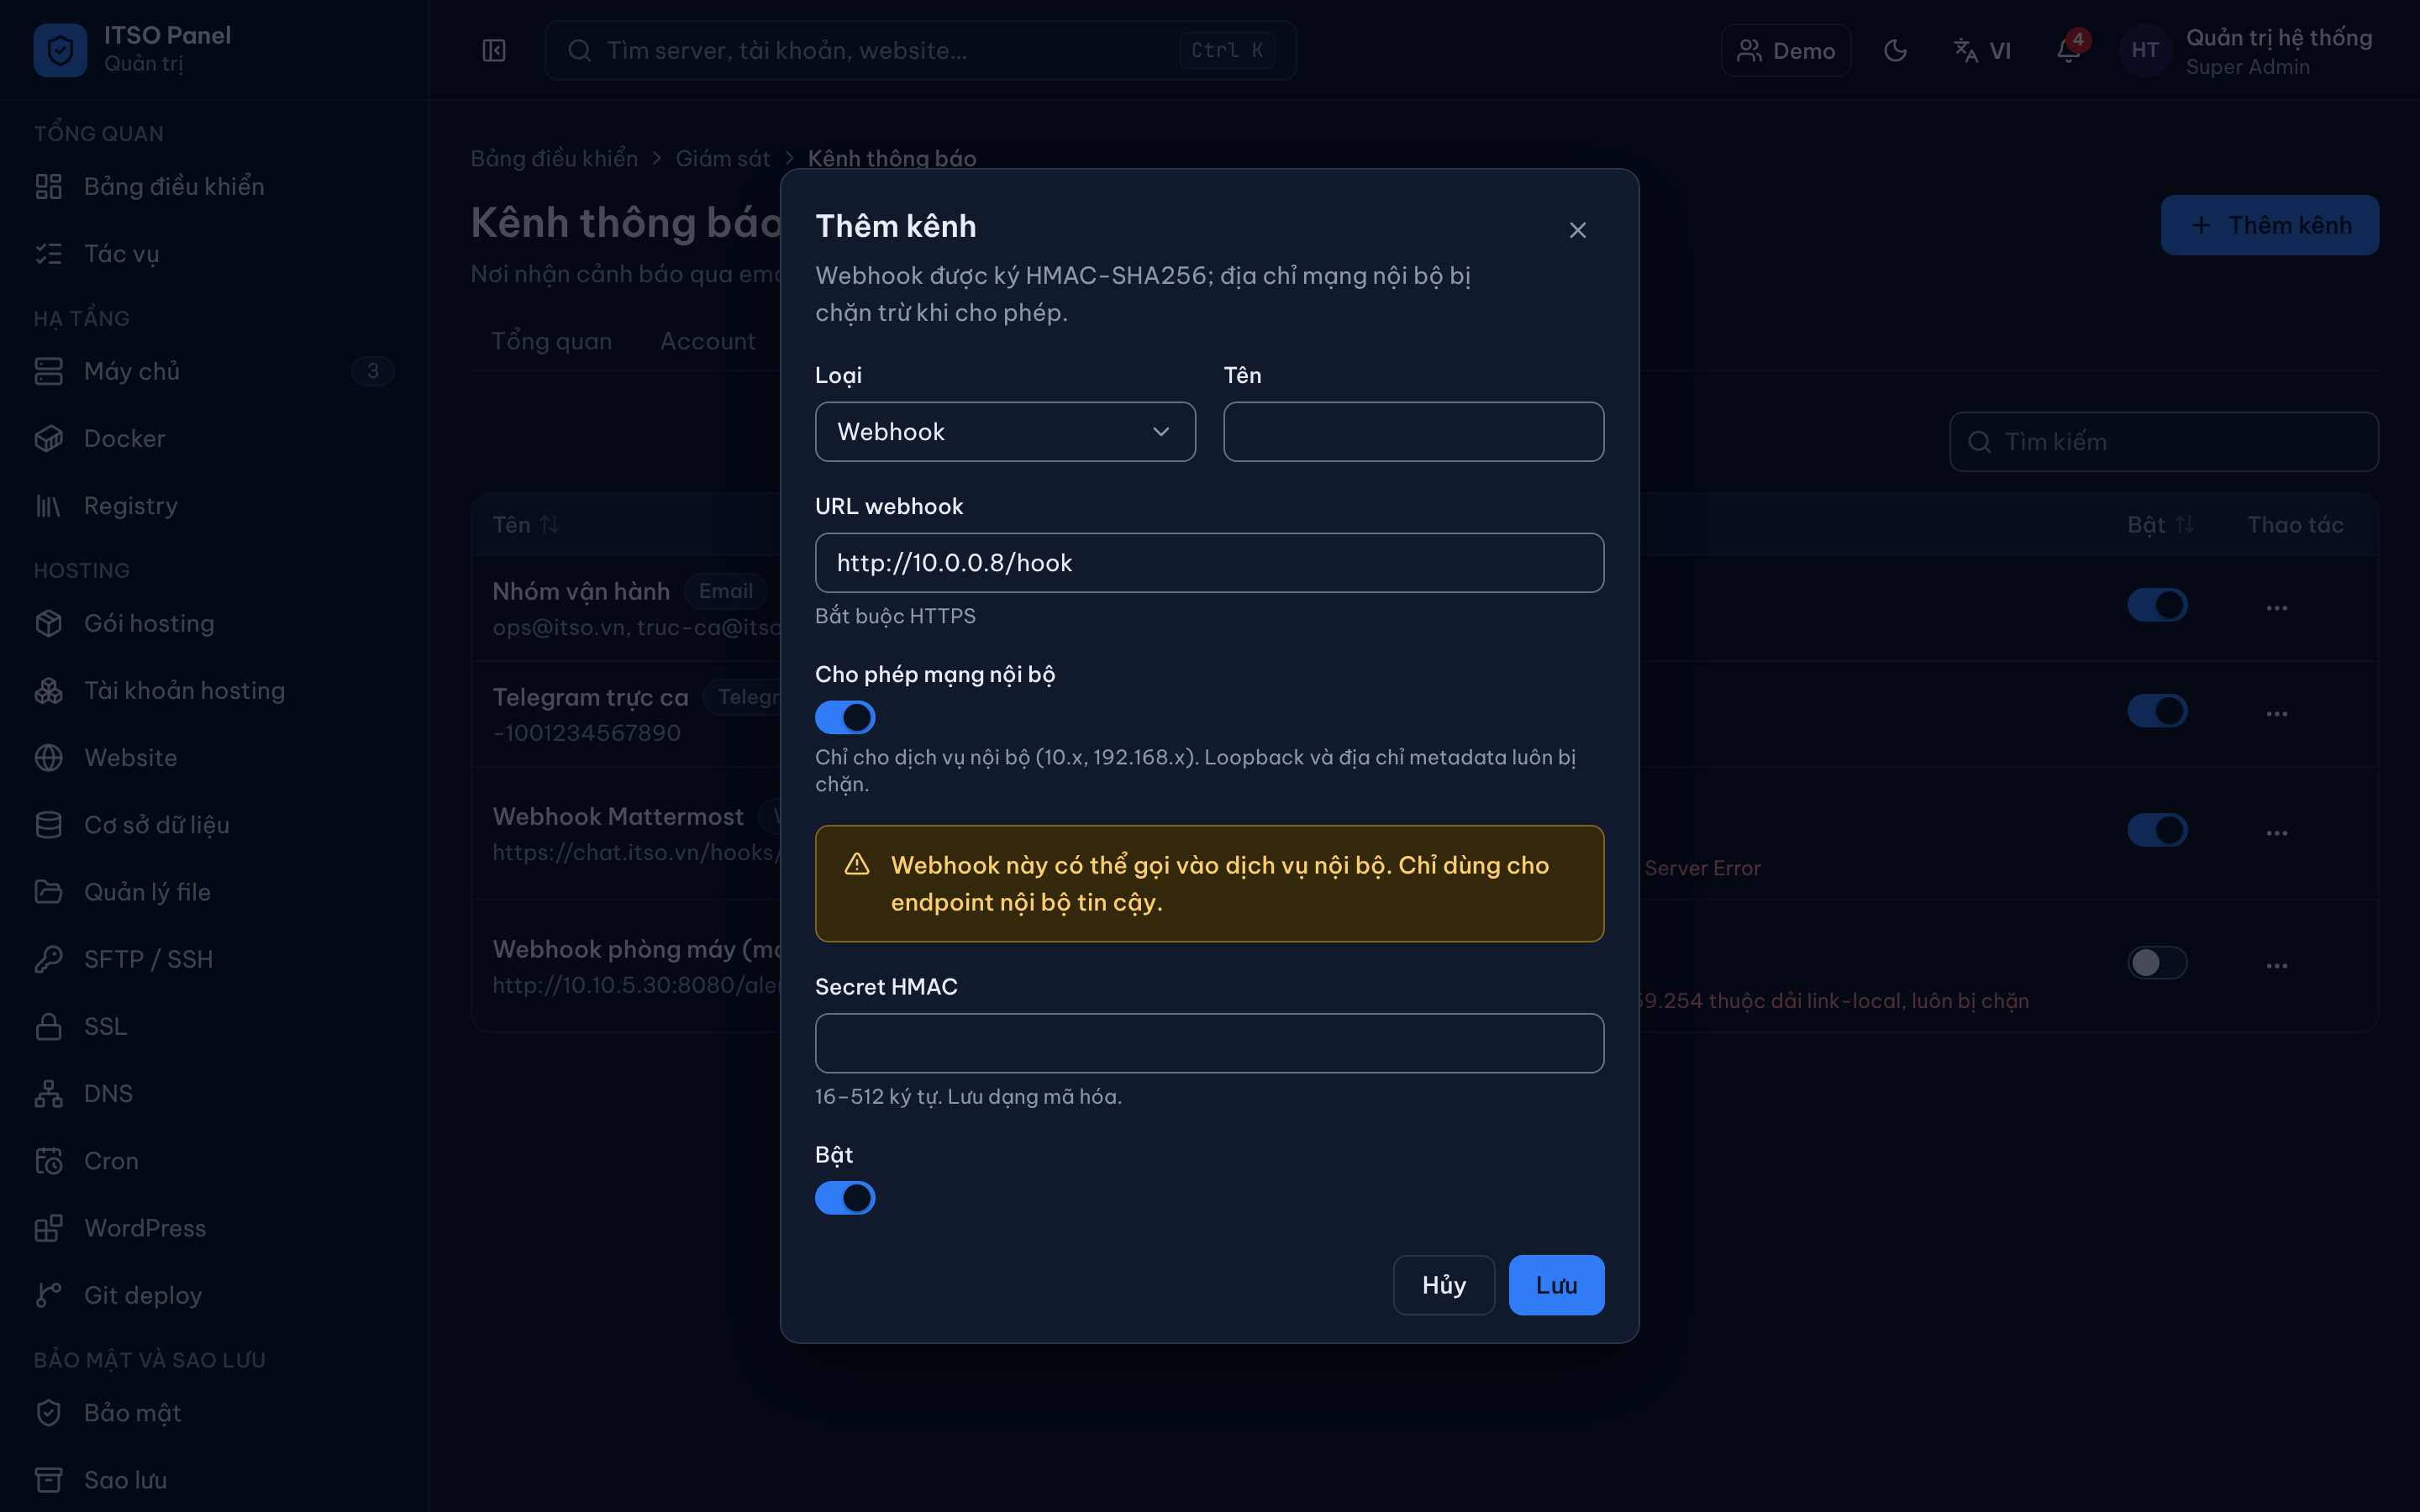 ITSO Panel
Quản trị
Tìm server, tài khoản, website...
Ctrl K
Demo
VI
4
HT
Quản trị hệ thống
Super Admin
TỔNG QUAN
Bảng điều khiển
Tác vụ
HẠ TẦNG
Máy chủ
3
Docker
Registry
HOSTING
Gói hosting
Tài khoản hosting
Website
Cơ sở dữ liệu
Quản lý file
SFTP / SSH
SSL
DNS
Cron
WordPress
Git deploy
BẢO MẬT VÀ SAO LƯU
Bảo mật
Sao lưu
Bảng điều khiển > Giám sát > Kênh thông báo
Kênh thông báo
Thêm kênh
Nơi nhận cảnh báo qua
Tổng quan
Account
Tìm kiếm
Tên
Bật
Thao tác
Nhóm vận hành
Email
ops@itso.vn,
Telegram trực ca
-1001234567890
Webhook Mattermost
https://chat.itso.vn/hooks/
Server Error
Webhook phòng máy
http://10.10.5.30:8080/
thuộc dải link-local, luôn bị chặn
Thêm kênh
Webhook được ký HMAC-SHA256; địa chỉ mạng nội bộ bị
chặn trừ khi cho phép.
Loại
Webhook
Tên
URL webhook
http://10.0.0.8/hook
Bắt buộc HTTPS
Cho phép mạng nội bộ
Chỉ cho dịch vụ nội bộ (10.x, 192.168.x). Loopback và địa chỉ metadata luôn bị
chặn.
Webhook này có thể gọi vào dịch vụ nội bộ. Chỉ dùng cho
endpoint nội bộ tin cậy.
Secret HMAC
16–512 ký tự. Lưu dạng mã hóa.
Bật
Hủy
Lưu